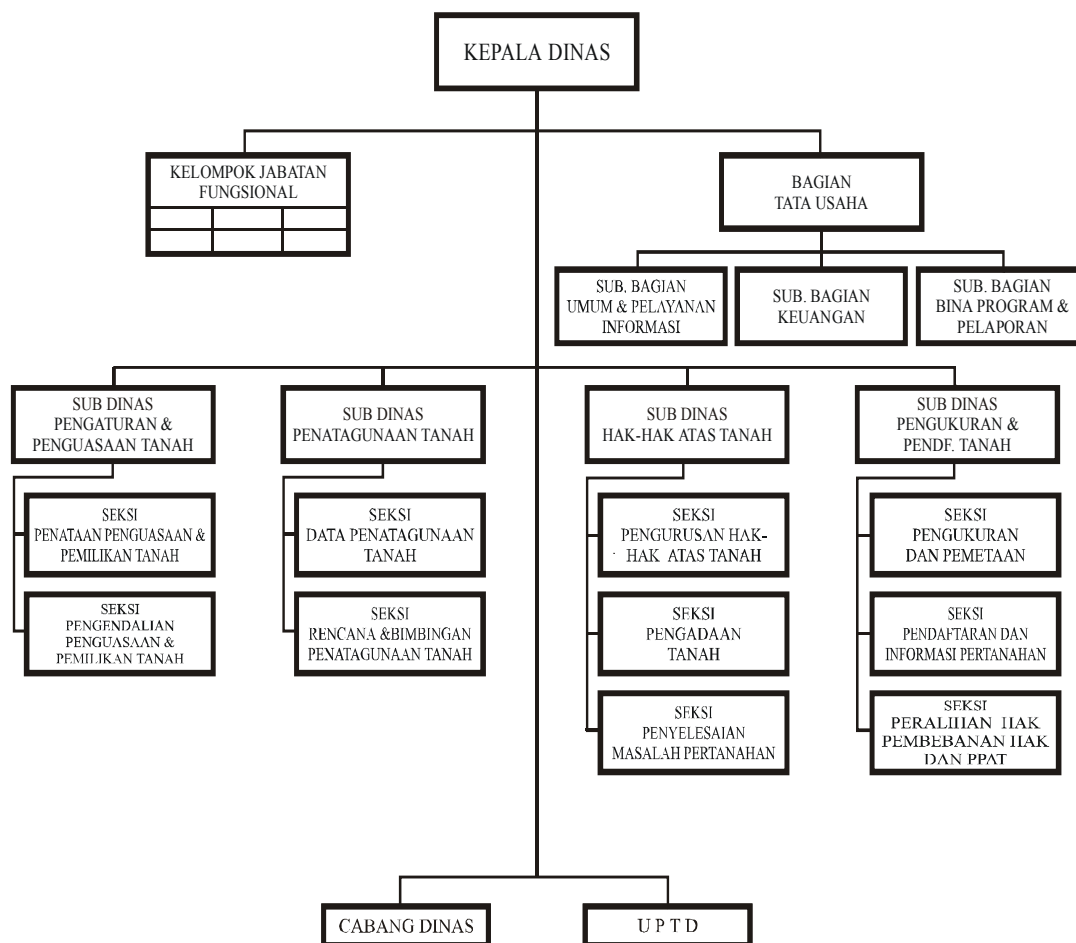 KEPALA DINAS
KELOMPOK JABATAN
FUNGSIONAL
BAGIAN
TATA USAHA
SUB. BAGIAN
UMUM & PELAYANAN
INFORMASI
SUB. BAGIAN
KEUANGAN
SUB. BAGIAN
BINA PROGRAM &
PELAPORAN
SUB DINAS
PENGATURAN &
PENGUASAAN TANAH
SUB DINAS
PENATAGUNAAN TANAH
SUB DINAS
HAK-HAK ATAS TANAH
SUB DINAS
PENGUKURAN &
PENDF. TANAH
SEKSI
PENATAAN PENGUASAAN &
PEMILIKAN TANAH
SEKSI
PENGENDALIAN
PENGUASAAN &
PEMILIKAN TANAH
SEKSI
DATA PENATAGUNAAN
TANAH
SEKSI
RENCANA &BIMBINGAN
PENATAGUNAAN TANAH
SEKSI
PENGURUSAN HAK-
HAK ATAS TANAH
SEKSI
PENGADAAN
TANAH
SEKSI
PENYELESAIAN
MASALAH PERTANAHAN
SEKSI
PENGUKURAN
DAN PEMETAAN
SEKSI
PENDAFTARAN DAN
INFORMASI PERTANAHAN
SEKSI
PERALIHAN HAK
PEMBEBANAN HAK
DAN PPAT
CABANG DINAS
U P T D